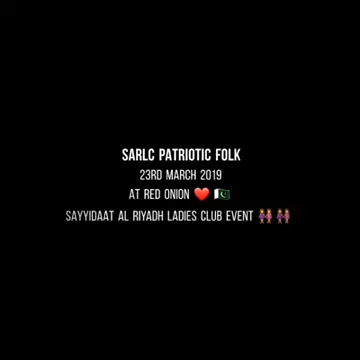 SARLC PATRIOTIC FOLK
23RD MARCH 2019
AT RED ONION ❤️ 🇵🇰
SAYYIDAAT AL RIYADH LADIES CLUB EVENT 👭 👭